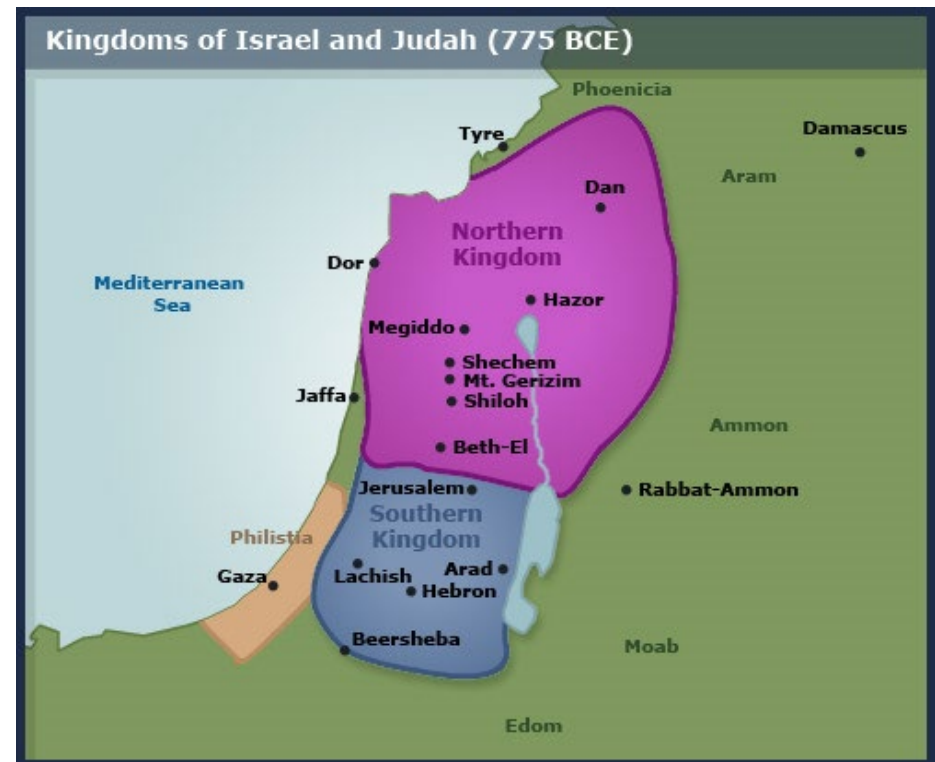 Kingdoms of Israel and Judah (775 BCE)
Phoenicia
Damascus
Tyre
Aram
Dan
Northern
Kingdom
Dor
Mediterranean
Sea
Hazor
Megiddo
Shechem
Mt. Gerizim
Jaffa
Shiloh
Ammon
Beth-El
Jerusalem
Rabbat-Ammon
Southern
Kingdom
Philistia
Gaza
Lachish
Arad
Hebron
Beersheba
Moab
Edom